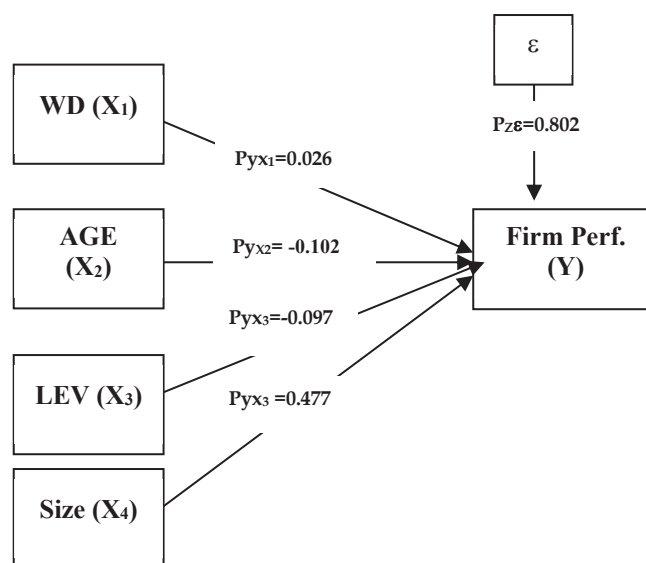 ε
WD (X₁)
Pzε=0.802
Pyx₁=0.026
AGE
(X₂)
Pyx₂= -0.102
Firm Perf.
(Y)
Pyx₃=-0.097
LEV (X₃)
Pyx₃ =0.477
Size (X₄)